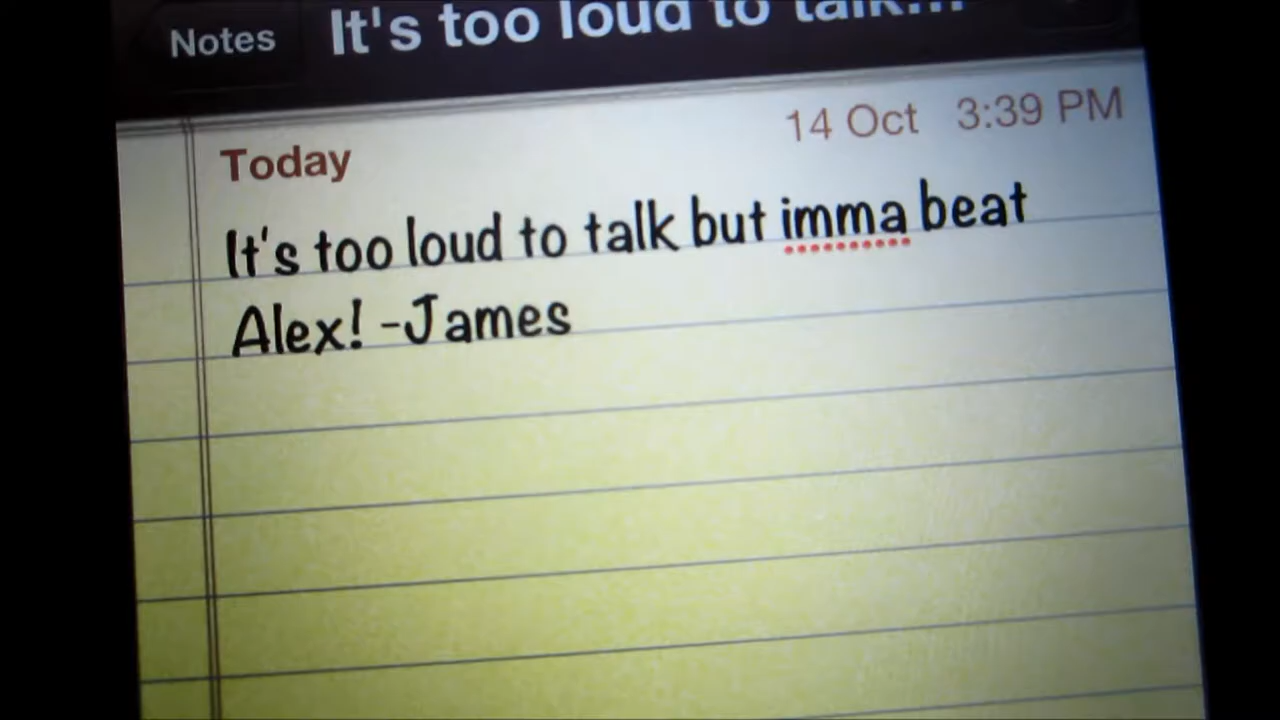 Notes
It's too loud to talk...
Today
14 Oct 3:39 PM
It's too loud to talk but imma beat
Alex! -James